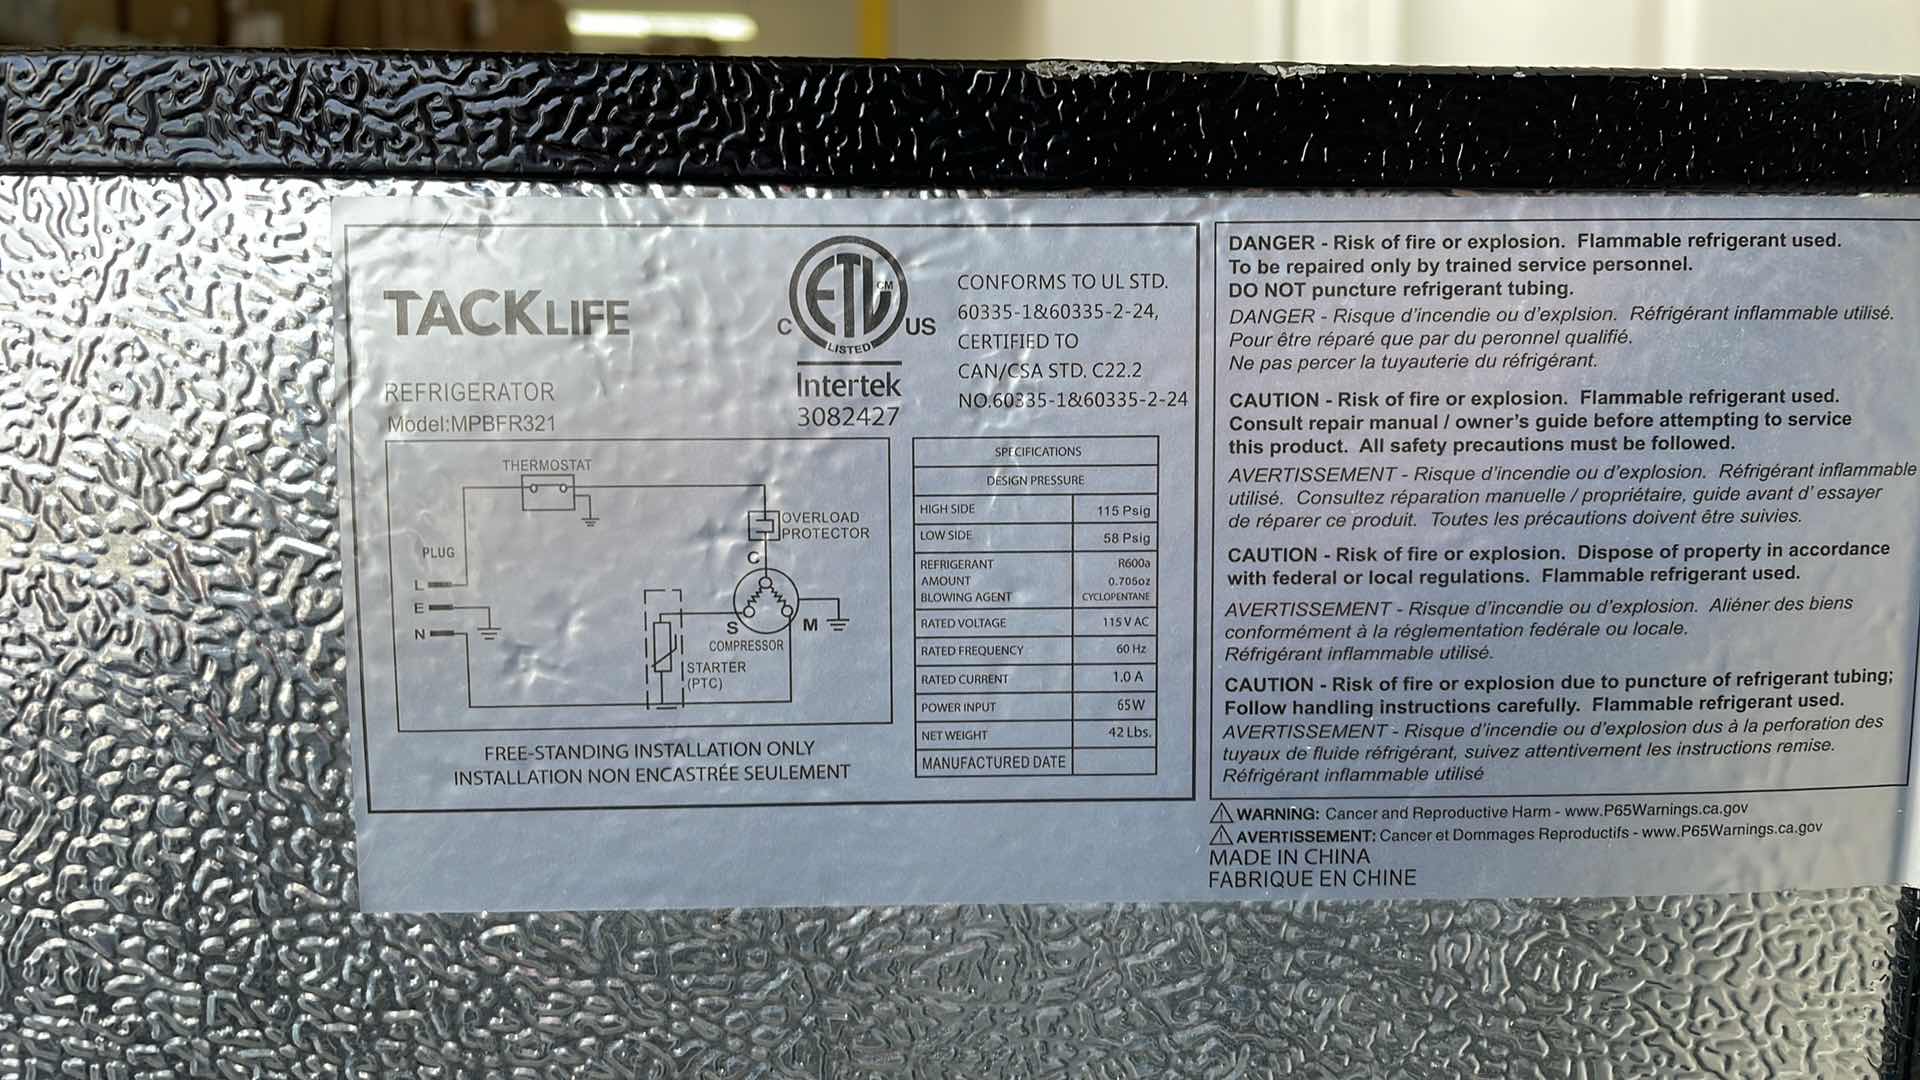 TACKLIFE
REFRIGERATOR
Model:MPBFR321
C ETL CM US
LISTED
Intertek
3082427
CONFORMS TO UL STD.
60335-1&60335-2-24,
CERTIFIED TO
CAN/CSA STD. C22.2
NO.60335-1&60335-2-24
THERMOSTAT
OVERLOAD
PROTECTOR
PLUG
C
L
E
N
S
M
COMPRESSOR
STARTER
(PTC)
FREE-STANDING INSTALLATION ONLY
INSTALLATION NON ENCASTRÉE SEULEMENT
SPECIFICATIONS
DESIGN PRESSURE
HIGH SIDE 115 Psig
LOW SIDE 58 Psig
REFRIGERANT R600a
AMOUNT 0.705oz
BLOWING AGENT CYCLOPENTANE
RATED VOLTAGE 115 V AC
RATED FREQUENCY 60 Hz
RATED CURRENT 1.0 A
POWER INPUT 65W
NET WEIGHT 42 Lbs.
MANUFACTURED DATE
DANGER - Risk of fire or explosion. Flammable refrigerant used.
To be repaired only by trained service personnel.
DO NOT puncture refrigerant tubing.
DANGER - Risque d'incendie ou d'explsion. Réfrigérant inflammable utilisé.
Pour être réparé que par du peronnel qualifié.
Ne pas percer la tuyauterie du réfrigérant.
CAUTION - Risk of fire or explosion. Flammable refrigerant used.
Consult repair manual / owner's guide before attempting to service
this product. All safety precautions must be followed.
AVERTISSEMENT - Risque d'incendie ou d'explosion. Réfrigérant inflammable
utilisé. Consultez réparation manuelle / propriétaire, guide avant d' essayer
de réparer ce produit. Toutes les précautions doivent être suivies.
CAUTION - Risk of fire or explosion. Dispose of property in accordance
with federal or local regulations. Flammable refrigerant used.
AVERTISSEMENT - Risque d'incendie ou d'explosion. Aliéner des biens
conformément à la réglementation fedérale ou locale.
Réfrigérant inflammable utilisé.
CAUTION - Risk of fire or explosion due to puncture of refrigerant tubing;
Follow handling instructions carefully. Flammable refrigerant used.
AVERTISSEMENT - Risque d'incendie ou d'explosion dus à la perforation des
tuyaux de fluide réfrigérant, suivez attentivement les instructions remise.
Réfrigérant inflammable utilisé
WARNING: Cancer and Reproductive Harm - www.P65Warnings.ca.gov
AVERTISSEMENT: Cancer et Dommages Reproductifs - www.P65Warnings.ca.gov
MADE IN CHINA
FABRIQUE EN CHINE